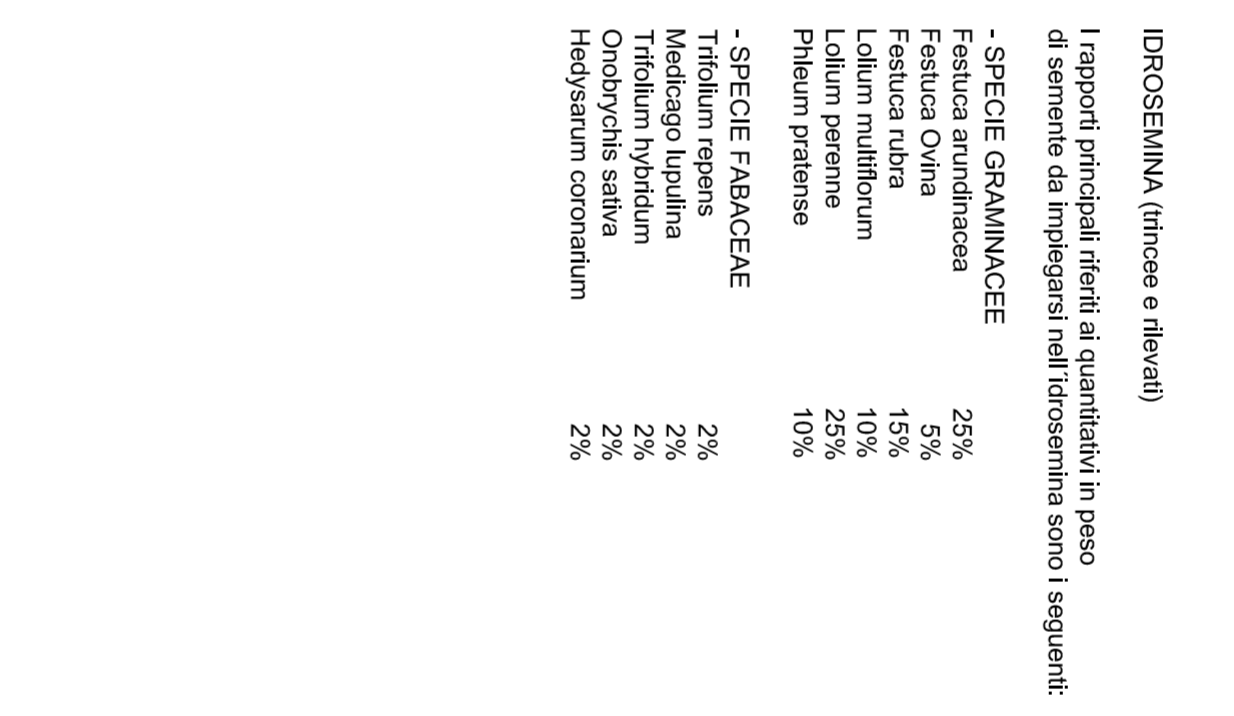 IDROSEMINA (trincee e rilevati)
I rapporti principali riferiti ai quantitativi in peso
di semente da impiegarsi nell´idrosemina sono i seguenti:
- SPECIE GRAMINACEE
Festuca arundinacea 25%
Festuca Ovina 5%
Festuca rubra 15%
Lolium multiflorum 10%
Lolium perenne 25%
Phleum pratense 10%
- SPECIE FABACEAE
Trifolium repens 2%
Medicago lupulina 2%
Trifolium hybridum 2%
Onobrychis sativa 2%
Hedysarum coronarium 2%